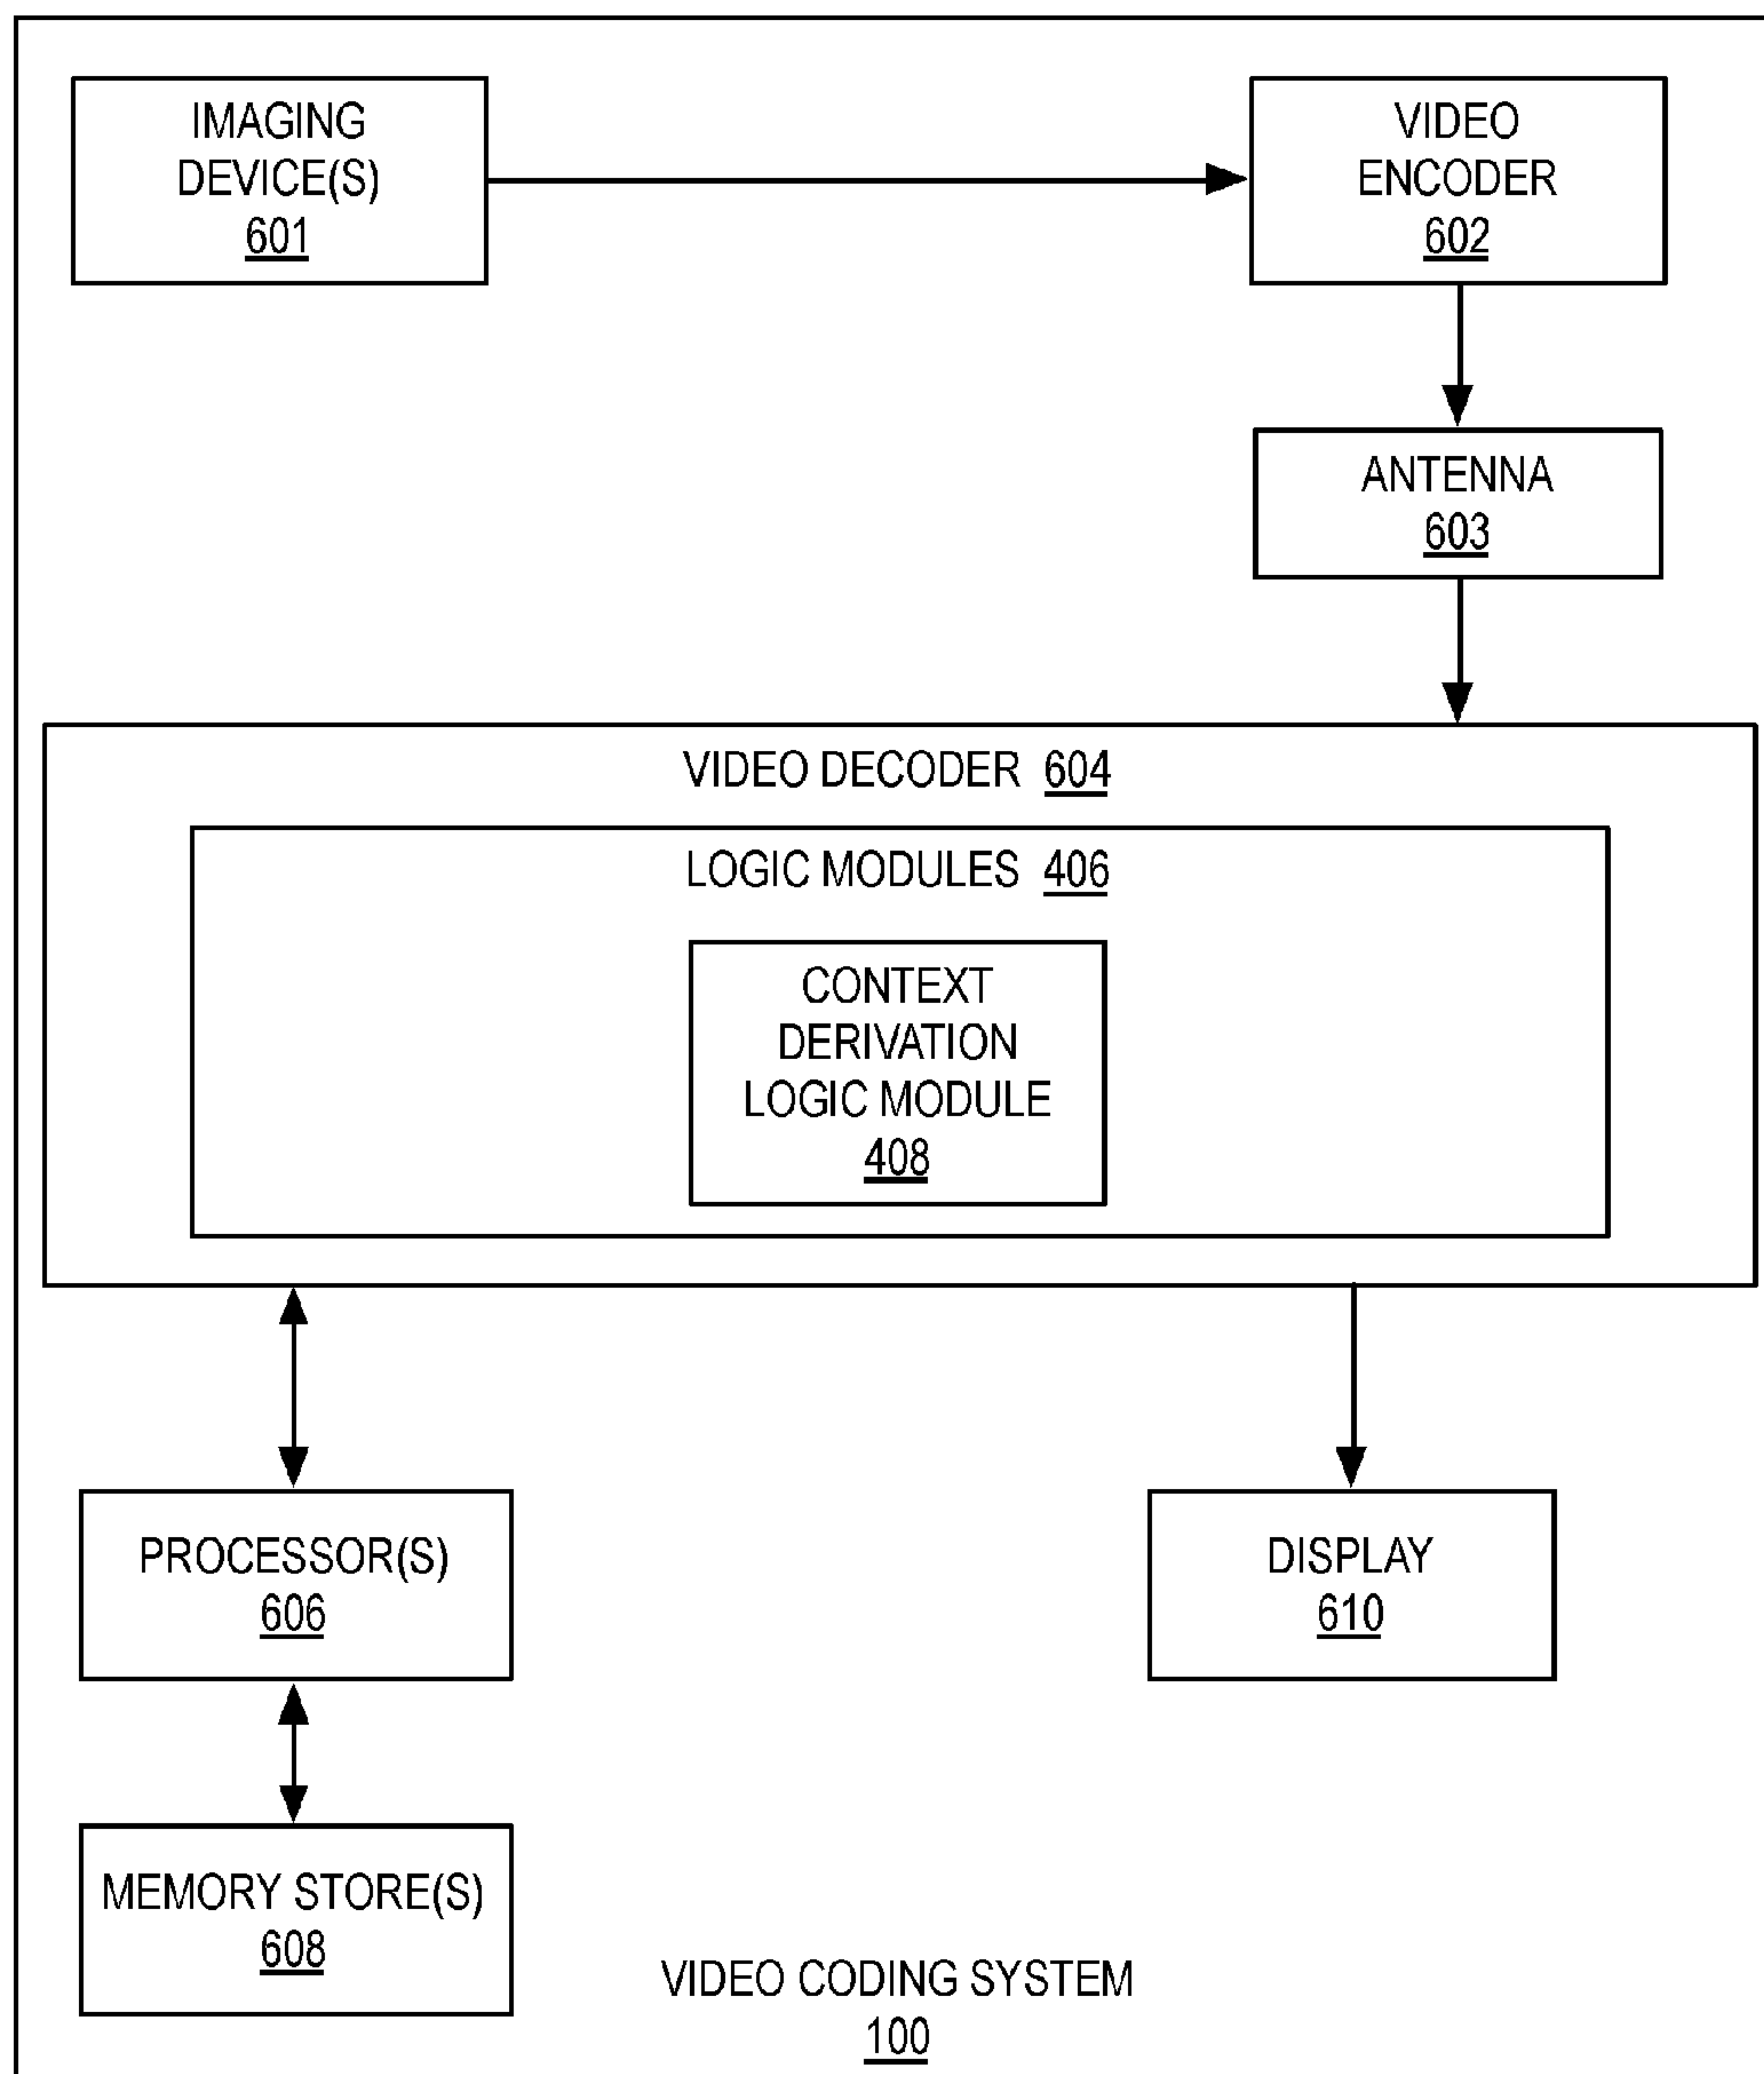 IMAGING
DEVICE(S)
601
VIDEO
ENCODER
602
ANTENNA
603
VIDEO DECODER 604
LOGIC MODULES 406
CONTEXT
DERIVATION
LOGIC MODULE
408
PROCESSOR(S)
606
DISPLAY
610
MEMORY STORE(S)
608
VIDEO CODING SYSTEM
100